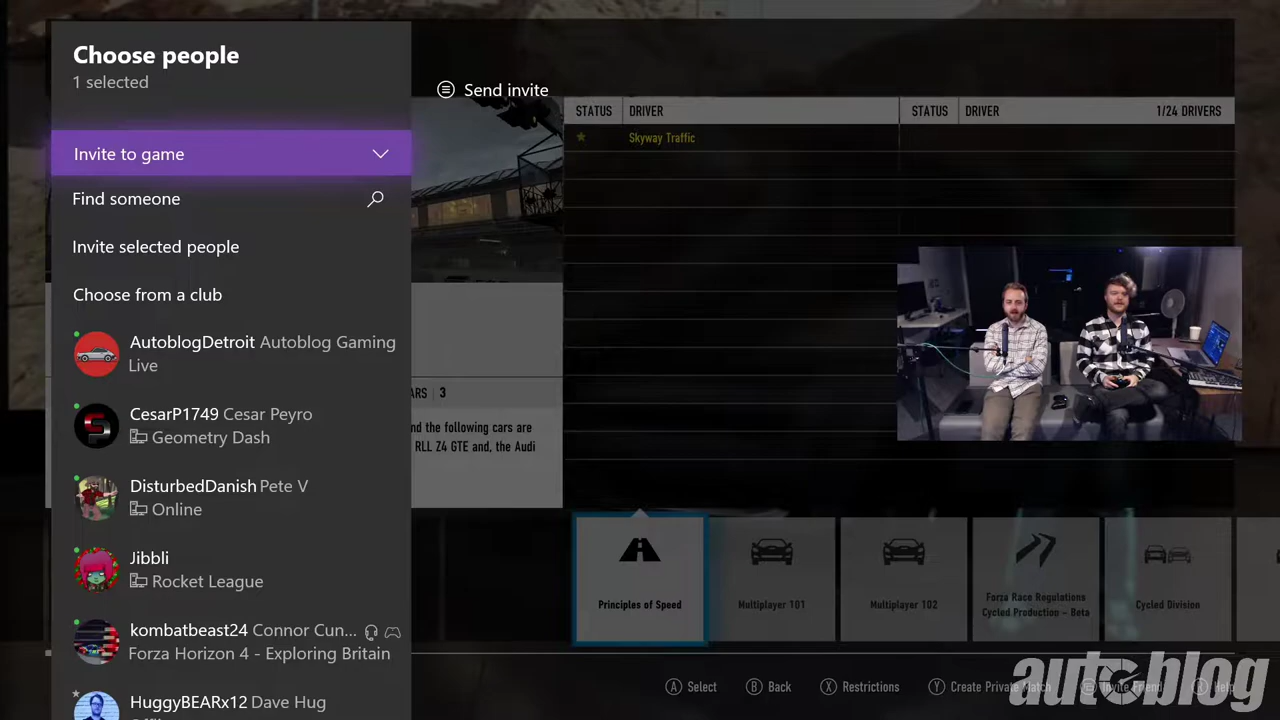 Choose people
1 selected
Send invite
Invite to game
Find someone
Invite selected people
Choose from a club
AutoblogDetroit Autoblog Gaming
Live
CesarP1749 Cesar Peyro
Geometry Dash
DisturbedDanish Pete V
Online
Jibbli
Rocket League
kombatbeast24 Connor Cun...
Forza Horizon 4 - Exploring Britain
HuggyBEARx12 Dave Hug
STATUS DRIVER STATUS DRIVER 1/24 DRIVERS
Skyway Traffic
ARS 3
nd the following cars are
RLL Z4 GTE and, the Audi
Principles of Speed
Multiplayer 101
Multiplayer 102
Forza Race Regulations
Cycled Production – Beta
Cycled Division
A Select B Back X Restrictions Y Create Private Match Invite Friend R Help
autoblog